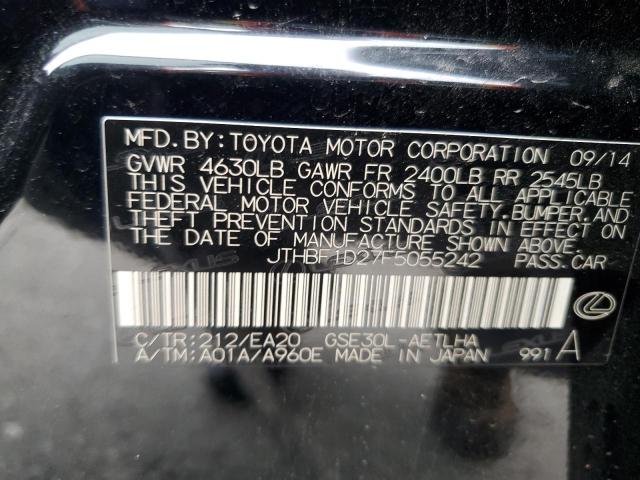 MFD.BY:TOYOTA MOTOR CORPORATION 09/14
GVWR 4630LB GAWR FR 2400LB RR 2545LB
THIS VEHICLE CONFORMS TO ALL APPLICABLE
FEDERAL MOTOR VEHICLE SAFETY,BUMPER,AND
THEFT PREVENTION STANDARDS IN EFFECT ON
THE DATE OF MANUFACTURE SHOWN ABOVE.
JTHBF1D27F5055242 PASS.CAR
C/TR:212/EA20 GSE30L-AETLHA
A/TM:A01A/A960E MADE IN JAPAN 991 A